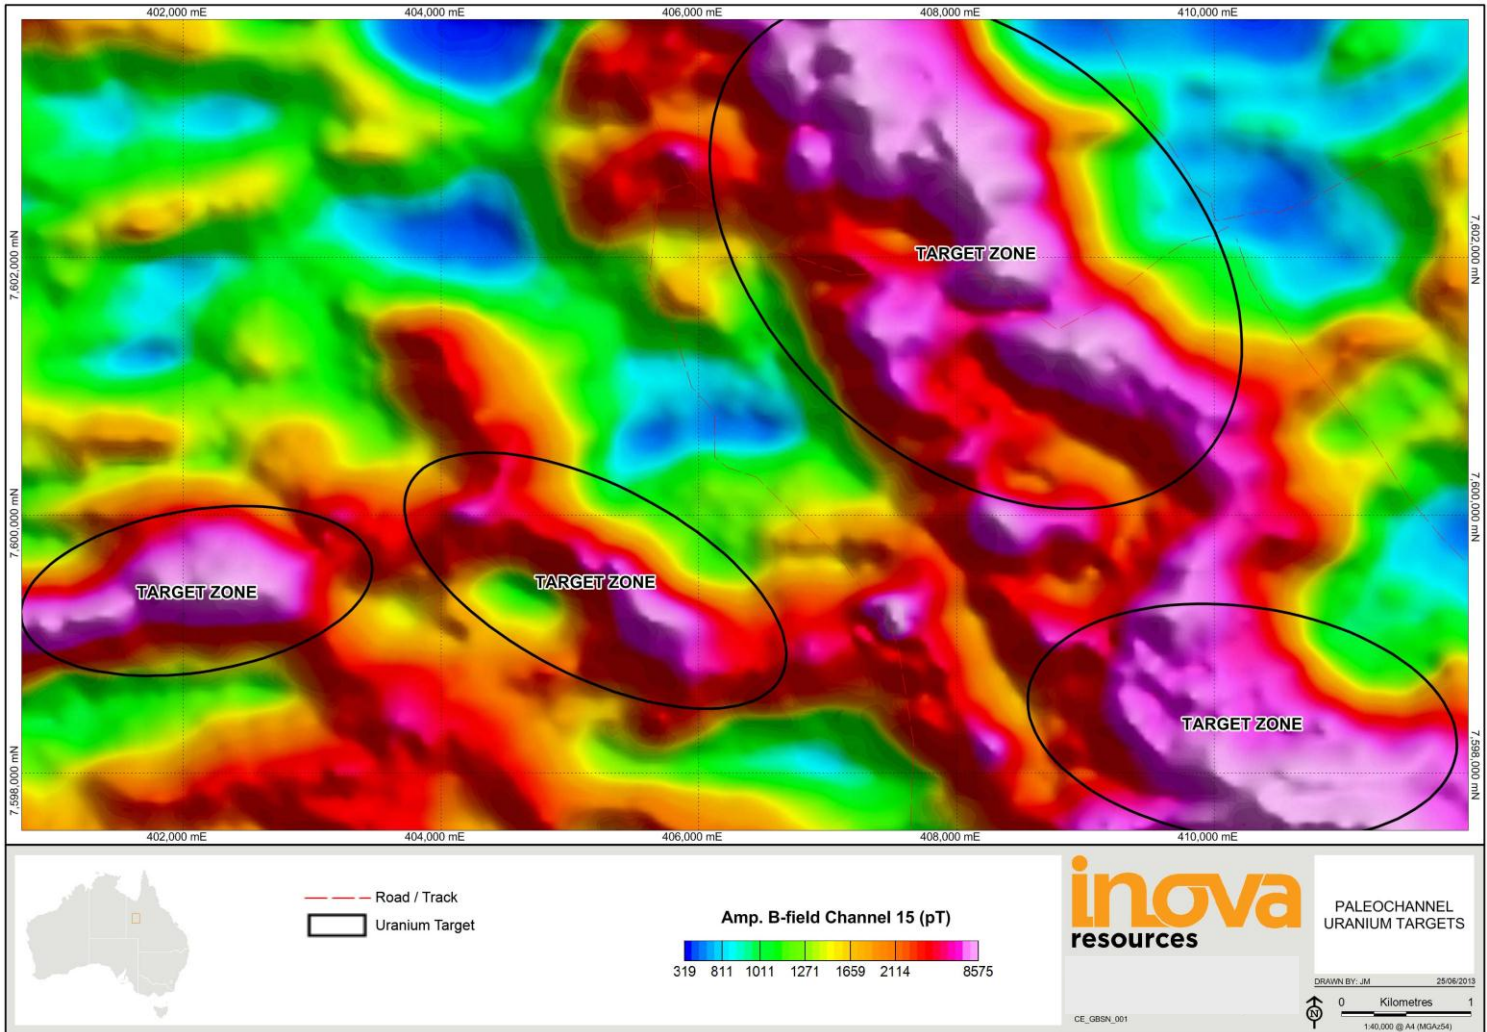 402,000 mE
404,000 mE
406,000 mE
408,000 mE
410,000 mE
7,602,000 mN
7,602,000 mN
TARGET ZONE
7,600,000 mN
7,600,000 mN
TARGET ZONE
TARGET ZONE
TARGET ZONE
7,598,000 mN
7,598,000 mN
402,000 mE
404,000 mE
406,000 mE
408,000 mE
410,000 mE
Road / Track
Uranium Target
Amp. B-field Channel 15 (pT)
319 811 1011 1271 1659 2114 8575
inova
resources
CE_GBSN_001
PALEOCHANNEL
URANIUM TARGETS
DRAWN BY: JM 25/06/2013
N
0 Kilometres 1
1:40,000 @ A4 (MGAz54)